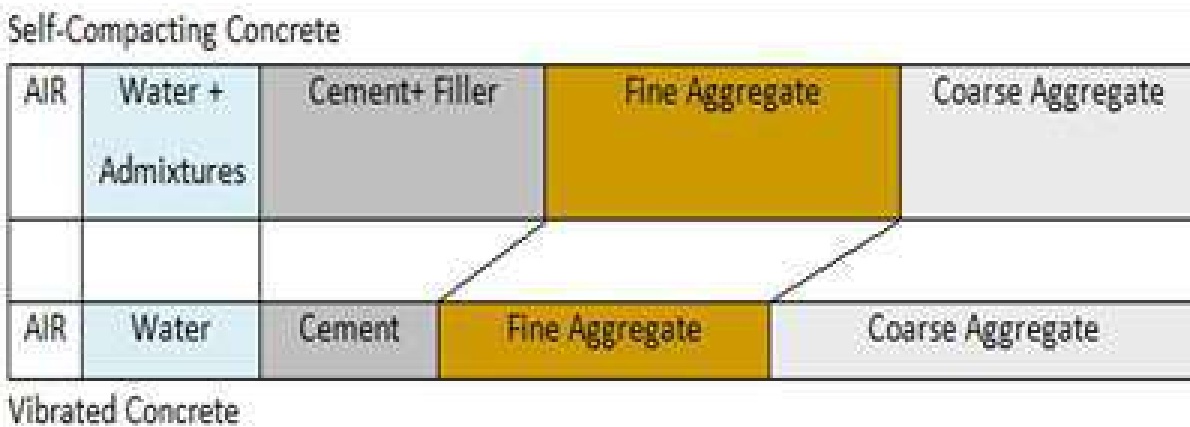 Self-Compacting Concrete
AIR Water + Cement+ Filler Fine Aggregate Coarse Aggregate
Admixtures
AIR Water Cement Fine Aggregate Coarse Aggregate
Vibrated Concrete